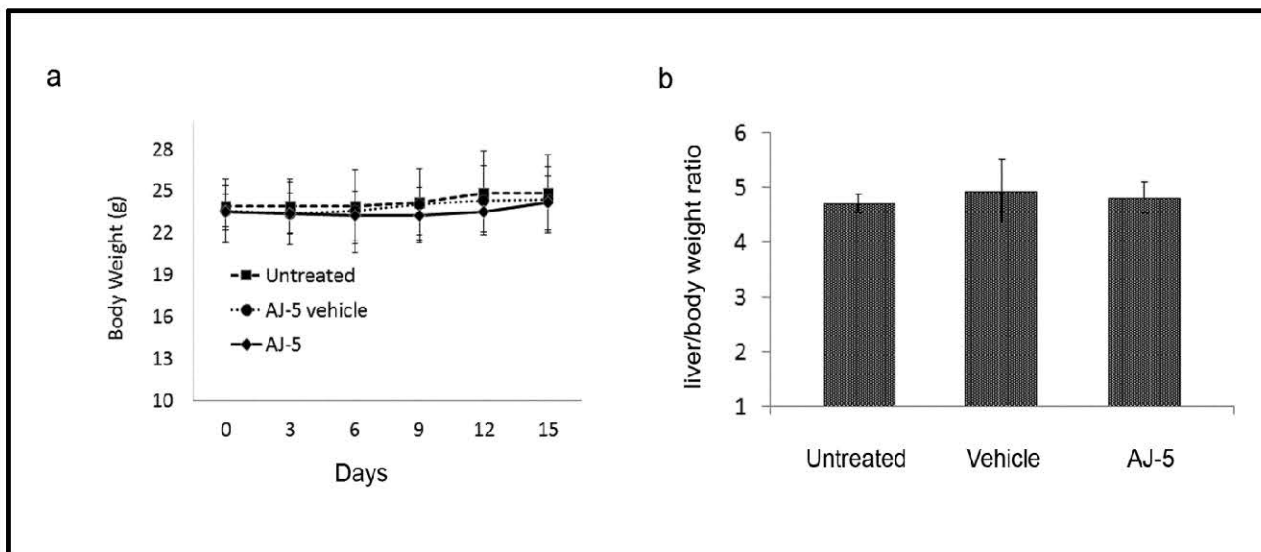 a
28
25
22
19
16
13
10
Body Weight (g)
Untreated
AJ-5 vehicle
AJ-5
0 3 6 9 12 15
Days
b
6
5
4
3
2
1
liver/body weight ratio
Untreated Vehicle AJ-5